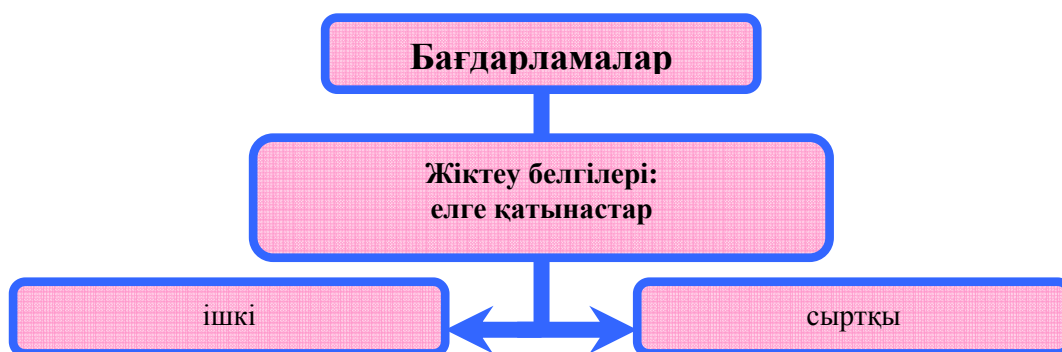 Бағдарламалар
Жіктеу белгілері:
елге қатынастар
ішкі
сыртқы